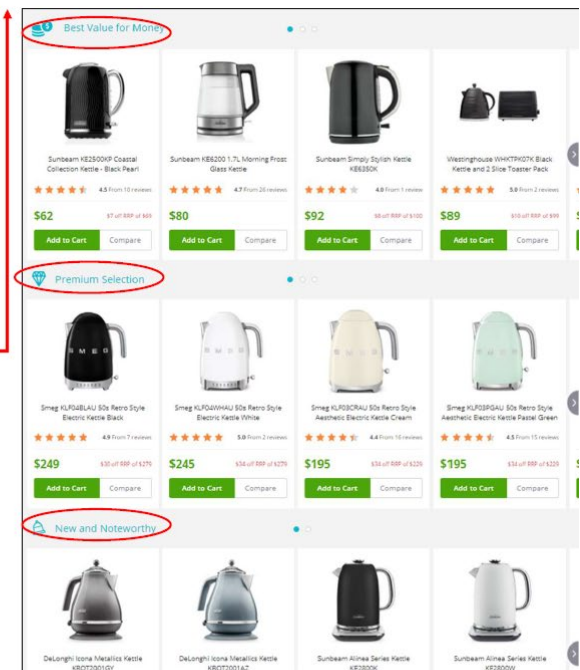 Best Value for Money
Sunbeam KE2500KP Coastal
Collection Kettle - Black Pearl
4.5 From 10 reviews
$62
$7 off RRP of $69
Add to Cart
Compare
Sunbeam KE6200 1.7L Morning Frost
Glass Kettle
4.7 From 26 reviews
$80
Add to Cart
Compare
Sunbeam Simply Stylish Kettle
KE6250K
4.0 From 1 review
$92
$8 off RRP of $100
Add to Cart
Compare
Westinghouse WHKTPK07K Black
Kettle and 2 Slice Toaster Pack
5.0 From 2 reviews
$89
$10 off RRP of $99
Add to Cart
Compare
Premium Selection
SMEG
Smeg KLF04BLAU 50s Retro Style
Electric Kettle Black
4.9 From 7 reviews
$249
$30 off RRP of $279
Add to Cart
Compare
SMEG
Smeg KLF04WHAU 50s Retro Style
Electric Kettle White
5.0 From 2 reviews
$245
$34 off RRP of $279
Add to Cart
Compare
SMEG
Smeg KLF03CRAU 50s Retro Style
Aesthetic Electric Kettle Cream
4.4 From 16 reviews
$195
$34 off RRP of $229
Add to Cart
Compare
SMEG
Smeg KLF03PGAU 50s Retro Style
Aesthetic Electric Kettle Pastel Green
4.5 From 15 reviews
$195
$34 off RRP of $229
Add to Cart
Compare
New and Noteworthy
DeLonghi Icona Metallics Kettle
KBOT2001GY
DeLonghi Icona Metallics Kettle
KBOT2001AZ
Sunbeam Alinea Series Kettle
KE2800K
Sunbeam Alinea Series Kettle
KE2800W